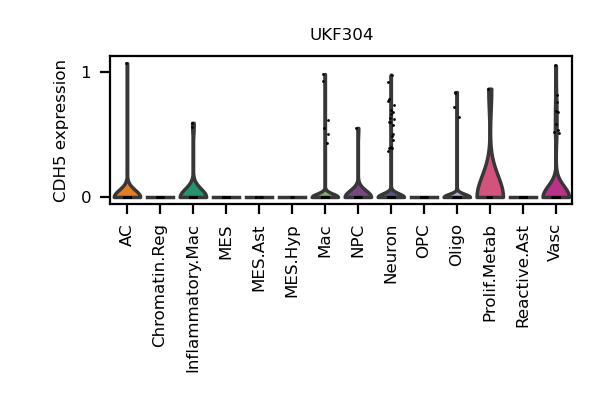 UKF304
CDH5 expression
1
0
AC
Chromatin.Reg
Inflammatory.Mac
MES
MES.Ast
MES.Hyp
Mac
NPC
Neuron
OPC
Oligo
Prolif.Metab
Reactive.Ast
Vasc